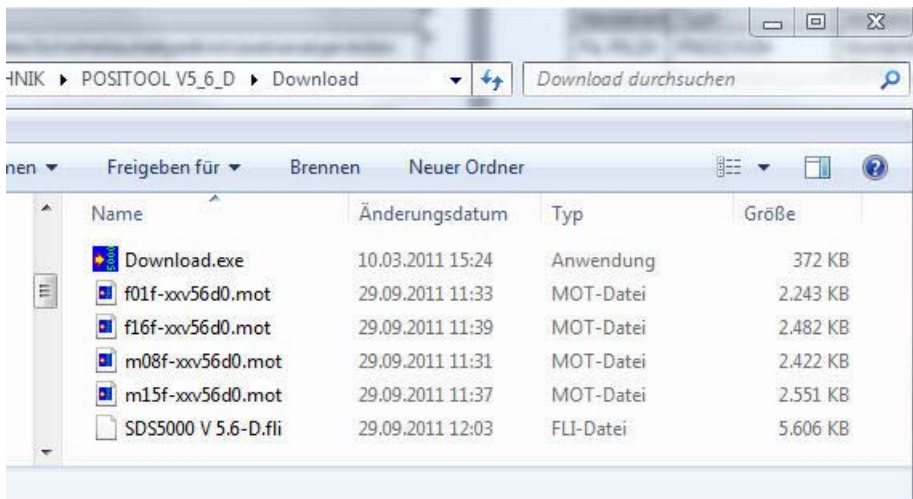 HNIK ▸ POSITOOL V5_6_D ▸ Download Download durchsuchen
nen Freigeben für Brennen Neuer Ordner
Name Änderungsdatum Typ Größe
Download.exe 10.03.2011 15:24 Anwendung 372 KB
f01f-xxv56d0.mot 29.09.2011 11:33 MOT-Datei 2.243 KB
f16f-xxv56d0.mot 29.09.2011 11:39 MOT-Datei 2.482 KB
m08f-xxv56d0.mot 29.09.2011 11:31 MOT-Datei 2.422 KB
m15f-xxv56d0.mot 29.09.2011 11:37 MOT-Datei 2.551 KB
SDS5000 V 5.6-D.fli 29.09.2011 12:03 FLI-Datei 5.606 KB